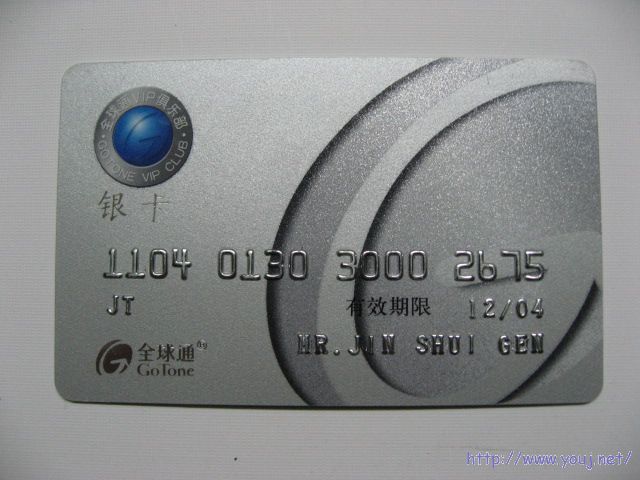 全球通VIP俱乐部
GOTONE VIP CLUB
银卡
1104 0130 3000 2675
JT 有效期限 12/04
MR.JIN SHUI GEN
全球通
GoTone
http://www.youj.net/